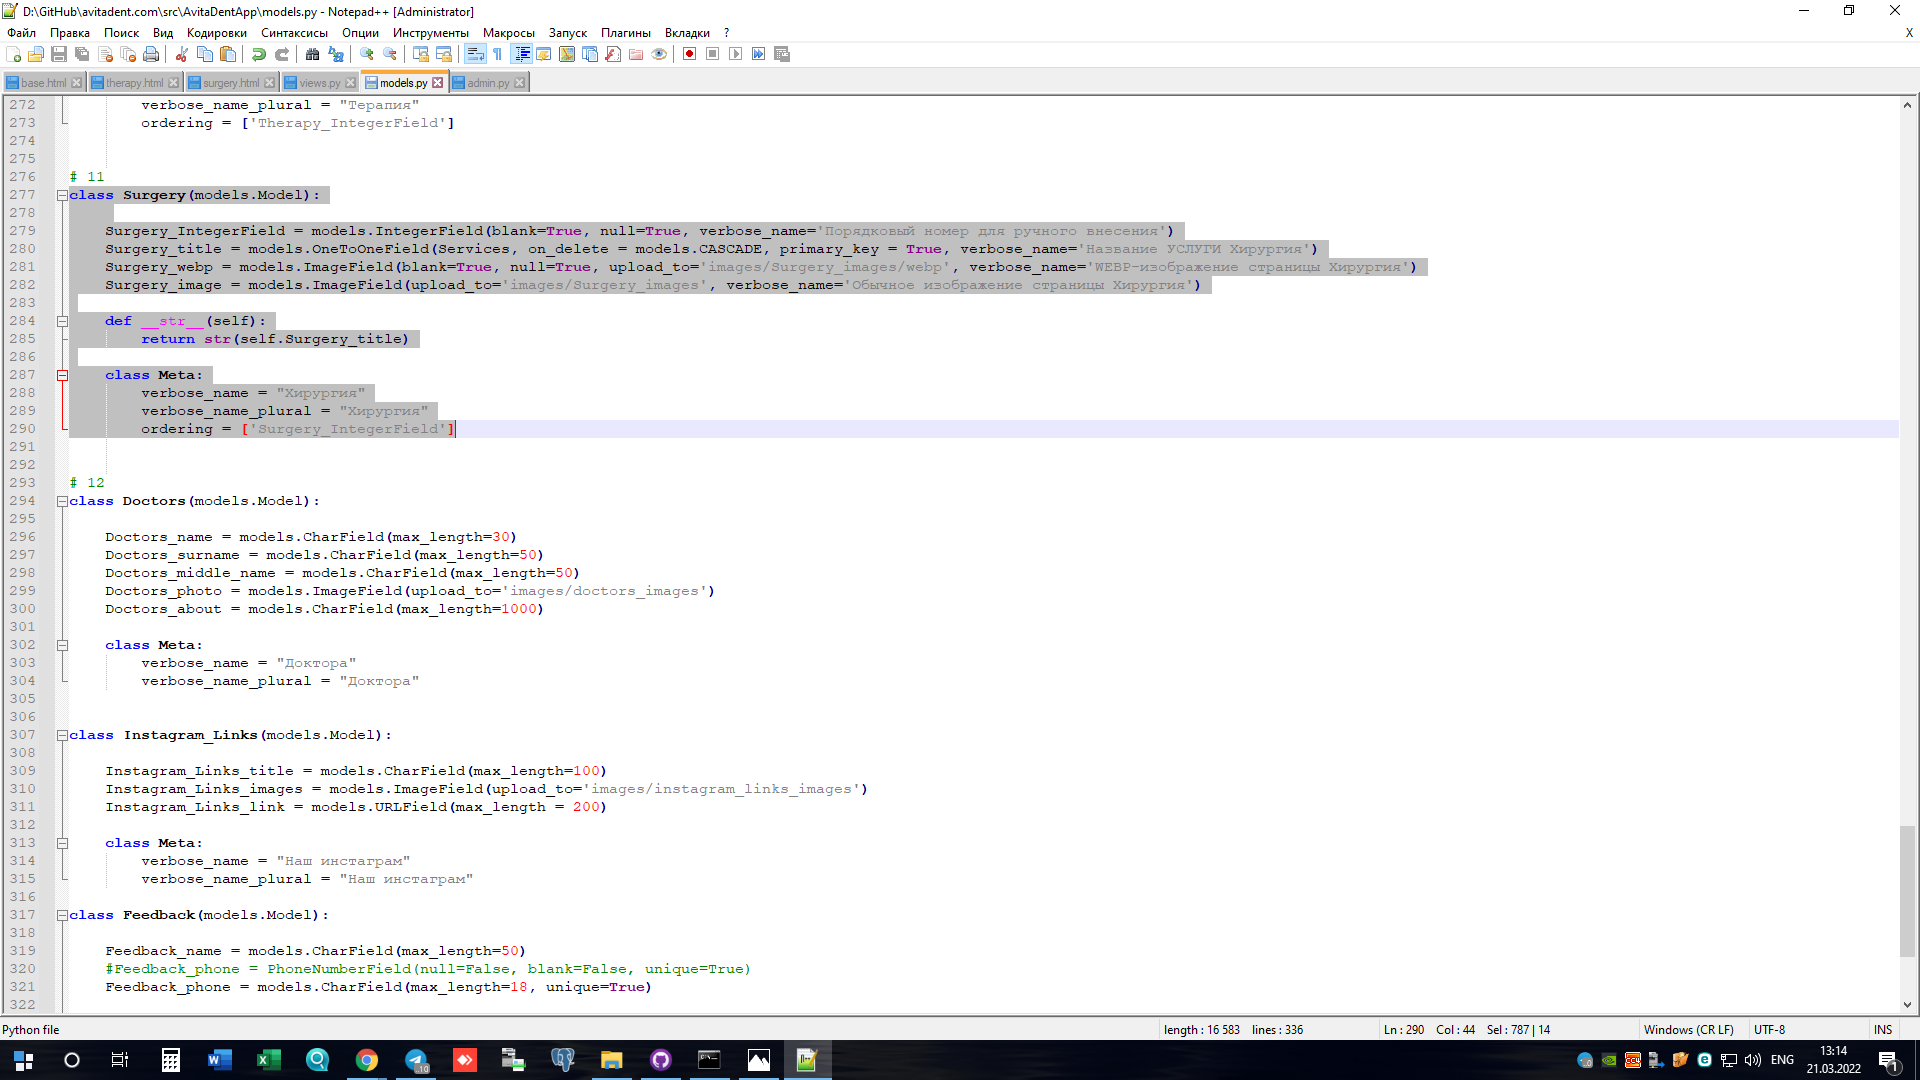 D:\GitHub\avitadent.com\src\AvitaDentApp\models.py - Notepad++ [Administrator]
Файл Правка Поиск Вид Кодировки Синтаксисы Опции Инструменты Макросы Запуск Плагины Вкладки ? X
base.html therapy.html surgery.html views.py models.py admin.py
272 verbose_name_plural = "Терапия"
273 ordering = ['Therapy_IntegerField']
274
275
276 # 11
277 class Surgery(models.Model):
278
279 Surgery_IntegerField = models.IntegerField(blank=True, null=True, verbose_name='Порядковый номер для ручного внесения')
280 Surgery_title = models.OneToOneField(Services, on_delete = models.CASCADE, primary_key = True, verbose_name='Название УСЛУГИ Хирургия')
281 Surgery_webp = models.ImageField(blank=True, null=True, upload_to='images/Surgery_images/webp', verbose_name='WEBP-изображение страницы Хирургия')
282 Surgery_image = models.ImageField(upload_to='images/Surgery_images', verbose_name='Обычное изображение страницы Хирургия')
283
284 def __str__(self):
285 return str(self.Surgery_title)
286
287 class Meta:
288 verbose_name = "Хирургия"
289 verbose_name_plural = "Хирургия"
290 ordering = ['Surgery_IntegerField']
291
292
293 # 12
294 class Doctors(models.Model):
295
296 Doctors_name = models.CharField(max_length=30)
297 Doctors_surname = models.CharField(max_length=50)
298 Doctors_middle_name = models.CharField(max_length=50)
299 Doctors_photo = models.ImageField(upload_to='images/doctors_images')
300 Doctors_about = models.CharField(max_length=1000)
301
302 class Meta:
303 verbose_name = "Доктора"
304 verbose_name_plural = "Доктора"
305
306
307 class Instagram_Links(models.Model):
308
309 Instagram_Links_title = models.CharField(max_length=100)
310 Instagram_Links_images = models.ImageField(upload_to='images/instagram_links_images')
311 Instagram_Links_link = models.URLField(max_length = 200)
312
313 class Meta:
314 verbose_name = "Наш инстаграм"
315 verbose_name_plural = "Наш инстаграм"
316
317 class Feedback(models.Model):
318
319 Feedback_name = models.CharField(max_length=50)
320 #Feedback_phone = PhoneNumberField(null=False, blank=False, unique=True)
321 Feedback_phone = models.CharField(max_length=18, unique=True)
322
Python file length : 16 583 lines : 336 Ln : 290 Col : 44 Sel : 787 | 14 Windows (CR LF) UTF-8 INS
ENG 13:14
21.03.2022